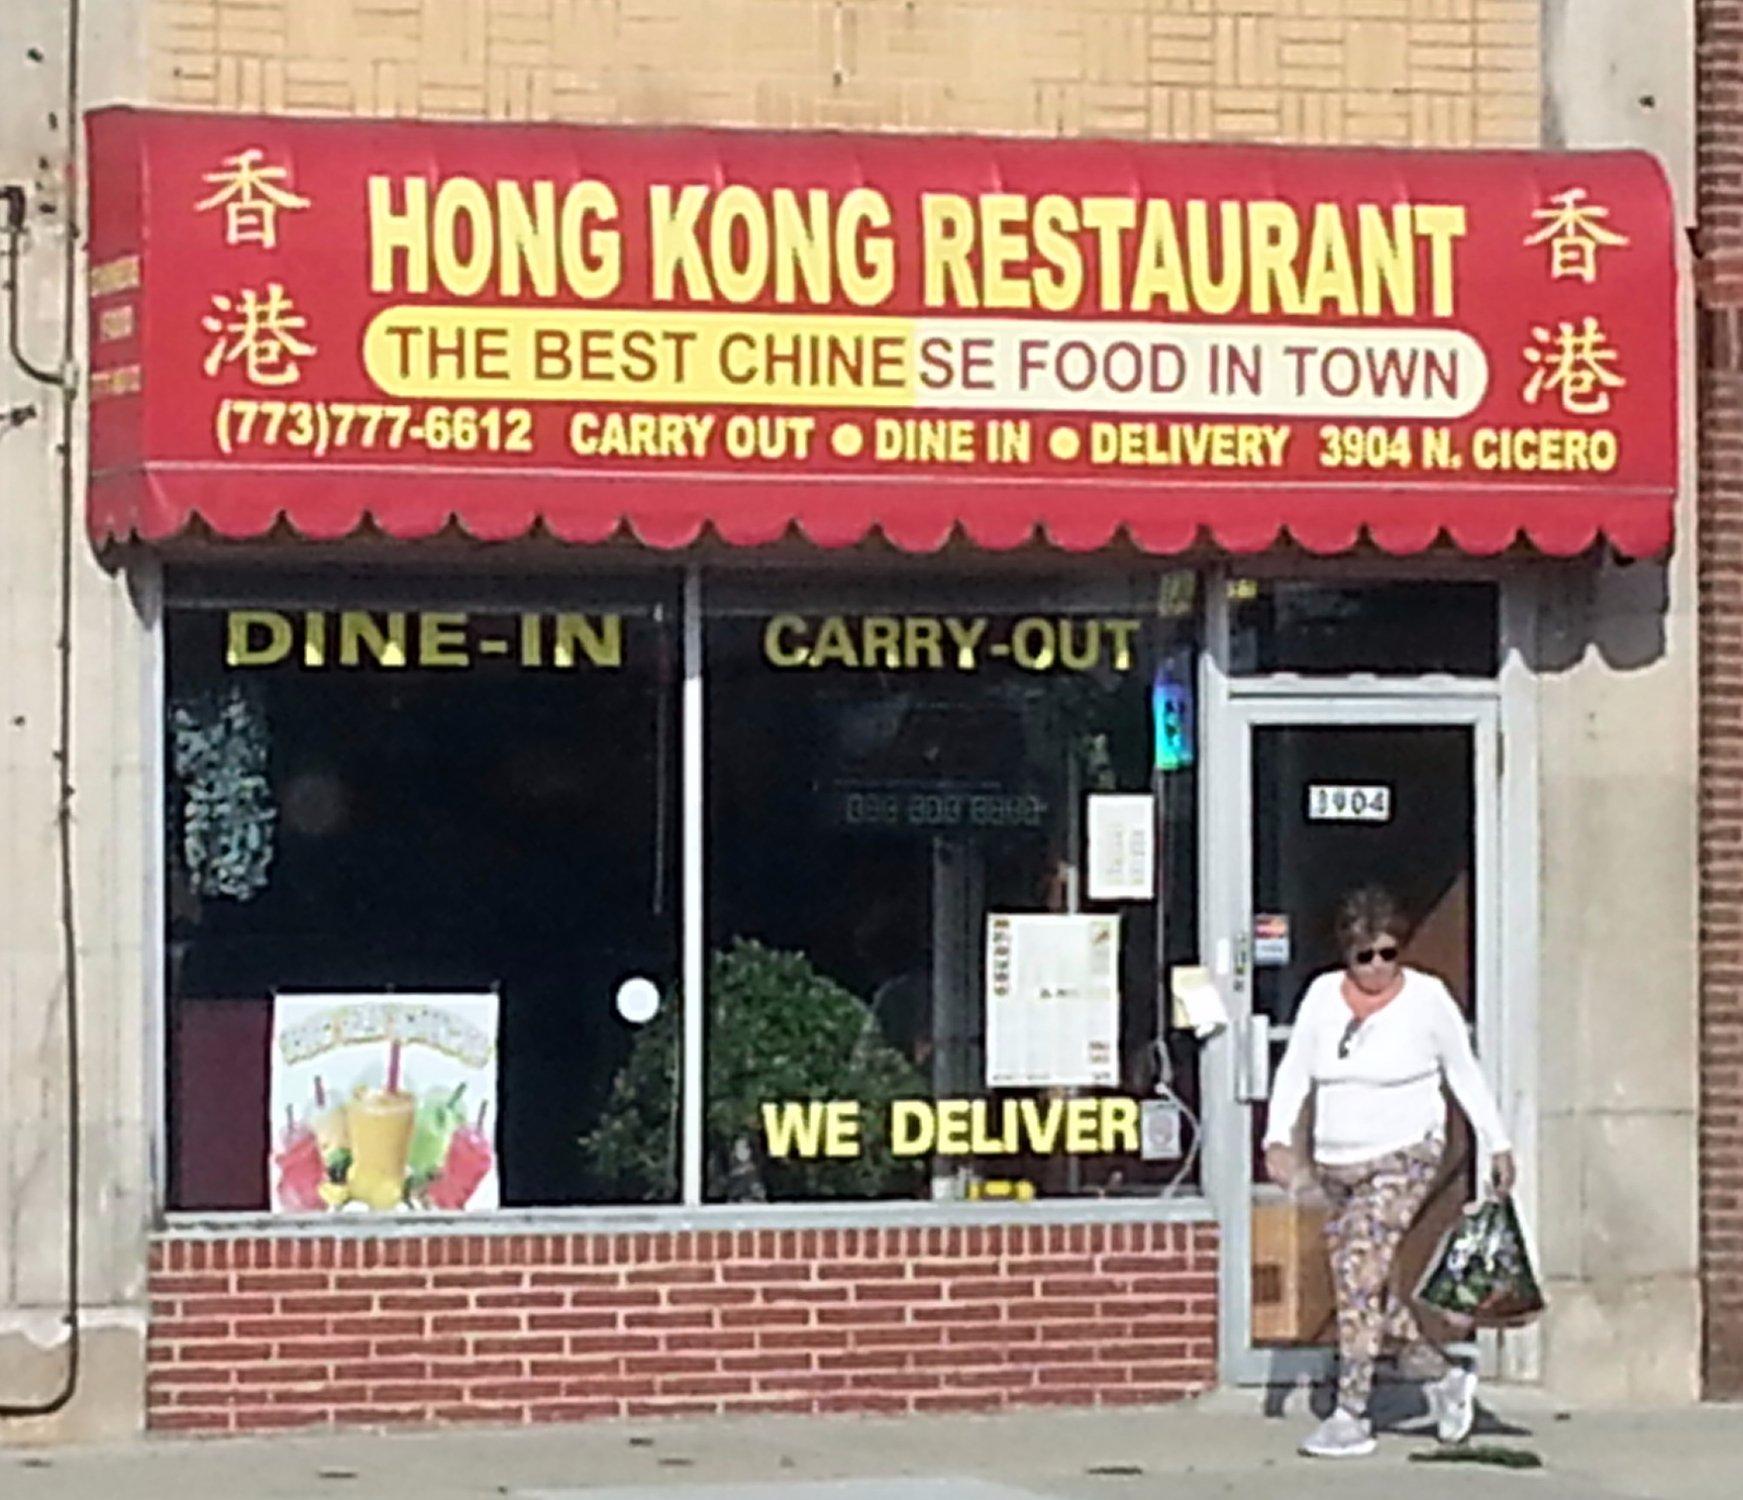 香港
HONG KONG RESTAURANT
香港
THE BEST CHINESE FOOD IN TOWN
(773)777-6612 CARRY OUT ● DINE IN ● DELIVERY 3904 N. CICERO
DINE-IN
CARRY-OUT
3904
WE DELIVER